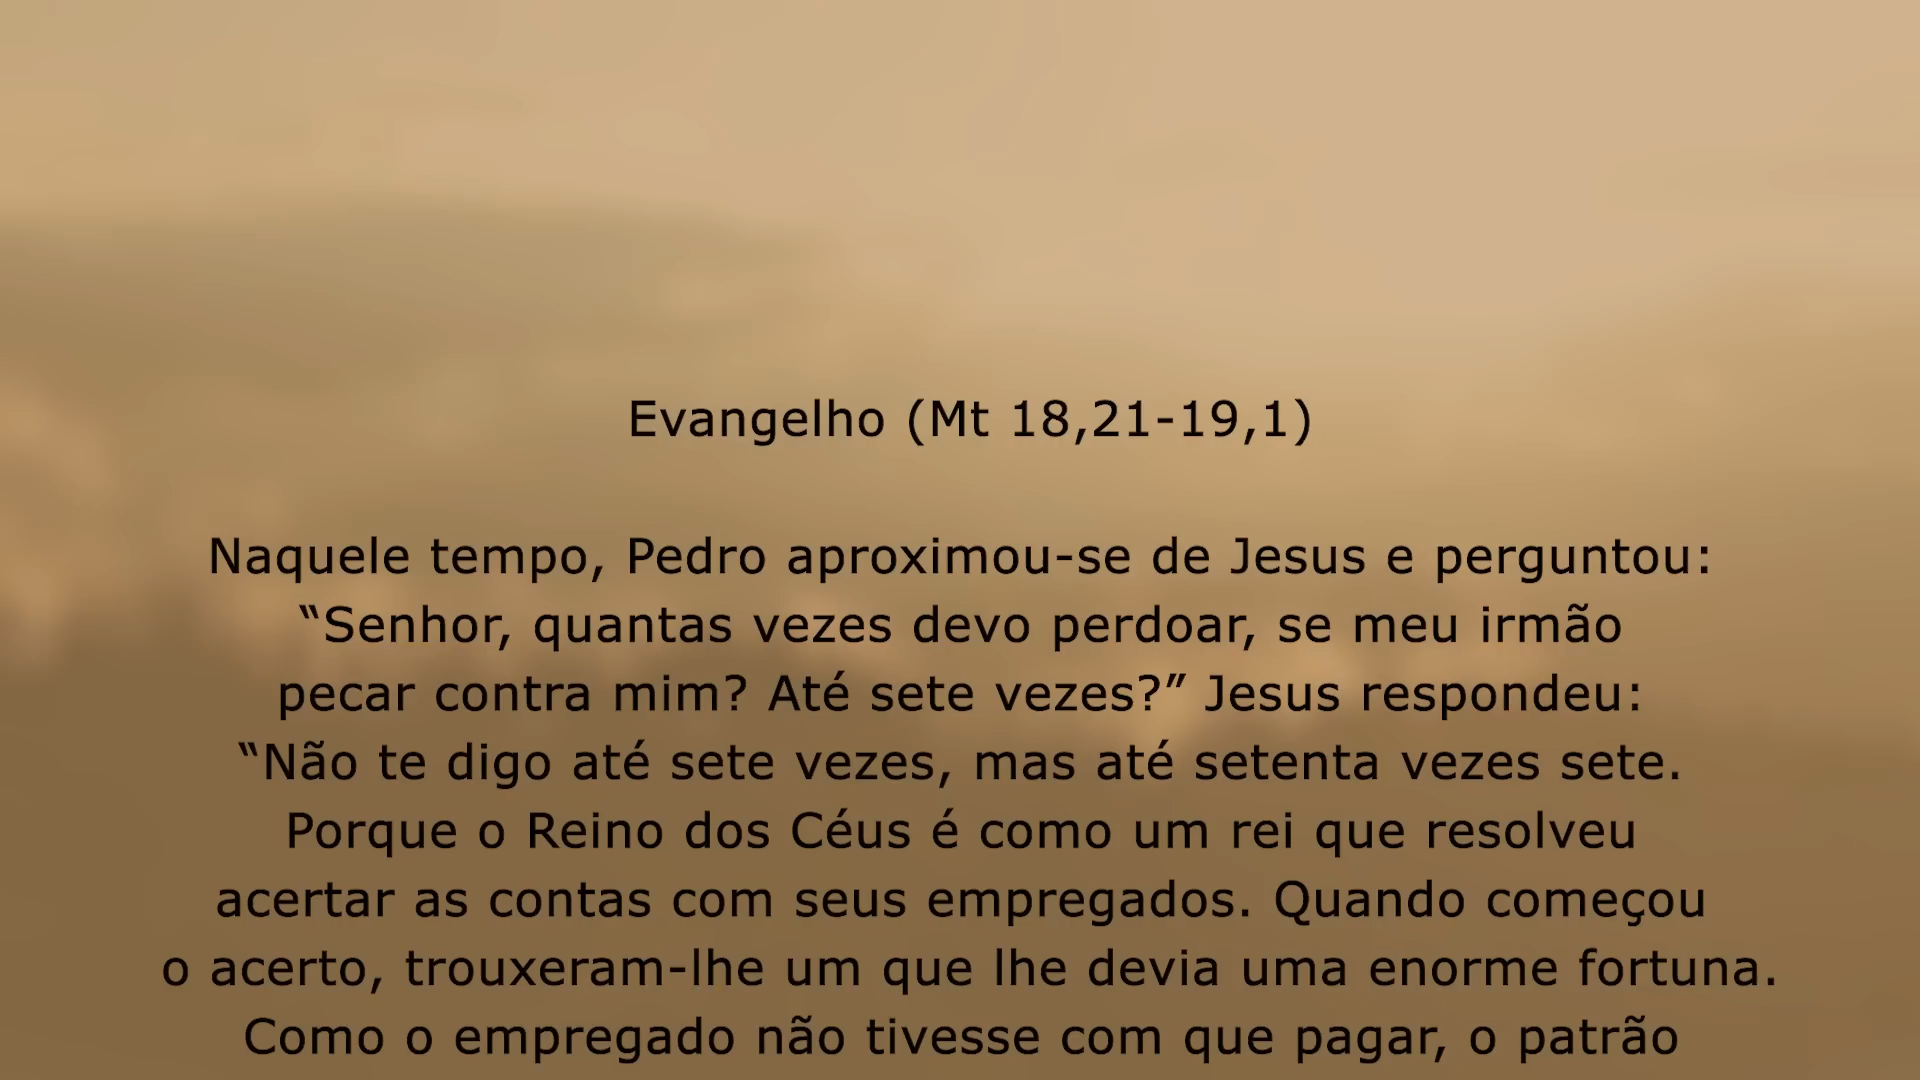 Evangelho (Mt 18,21-19,1)
Naquele tempo, Pedro aproximou-se de Jesus e perguntou:
“Senhor, quantas vezes devo perdoar, se meu irmão
pecar contra mim? Até sete vezes?” Jesus respondeu:
“Não te digo até sete vezes, mas até setenta vezes sete.
Porque o Reino dos Céus é como um rei que resolveu
acertar as contas com seus empregados. Quando começou
o acerto, trouxeram-lhe um que lhe devia uma enorme fortuna.
Como o empregado não tivesse com que pagar, o patrão